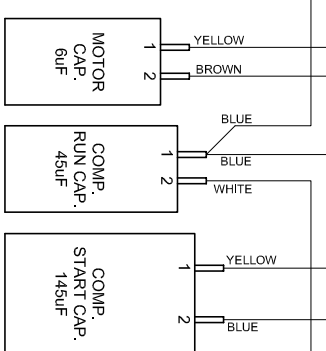 MOTOR
CAP.
6uF
1
2
YELLOW
BROWN
COMP.
RUN CAP.
45uF
1
2
BLUE
BLUE
WHITE
COMP.
START CAP.
145uF
1
2
YELLOW
BLUE